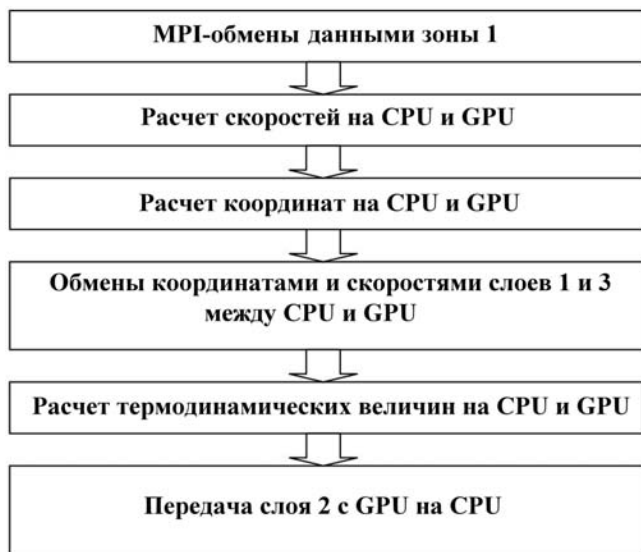 MPI-обмены данными зоны 1
Расчет скоростей на CPU и GPU
Расчет координат на CPU и GPU
Обмены координатами и скоростями слоев 1 и 3
между CPU и GPU
Расчет термодинамических величин на CPU и GPU
Передача слоя 2 с GPU на CPU